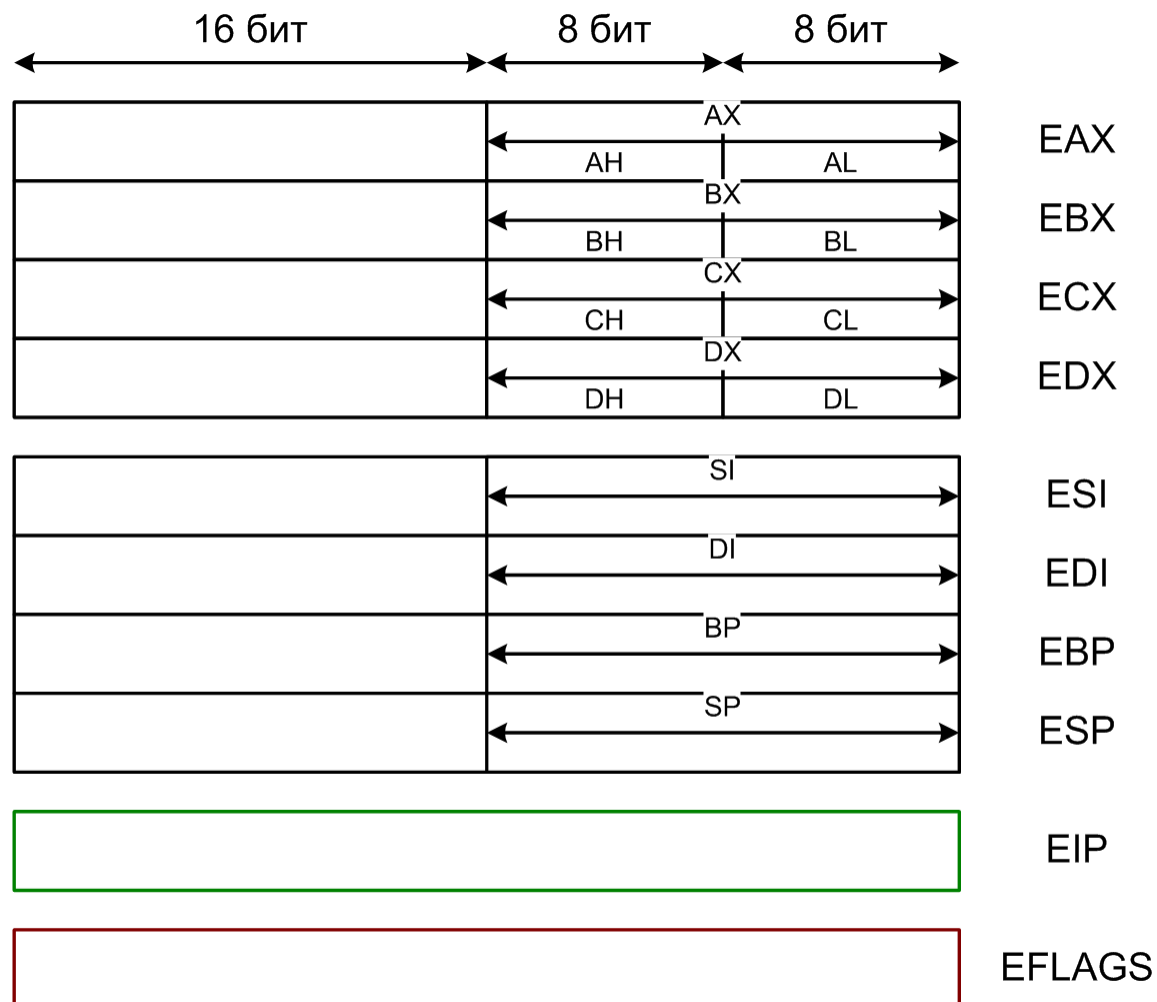 16 бит 8 бит 8 бит
AX
EAX
AH AL
BX
EBX
BH BL
CX
ECX
CH CL
DX
EDX
DH DL
SI
ESI
DI
EDI
BP
EBP
SP
ESP
EIP
EFLAGS